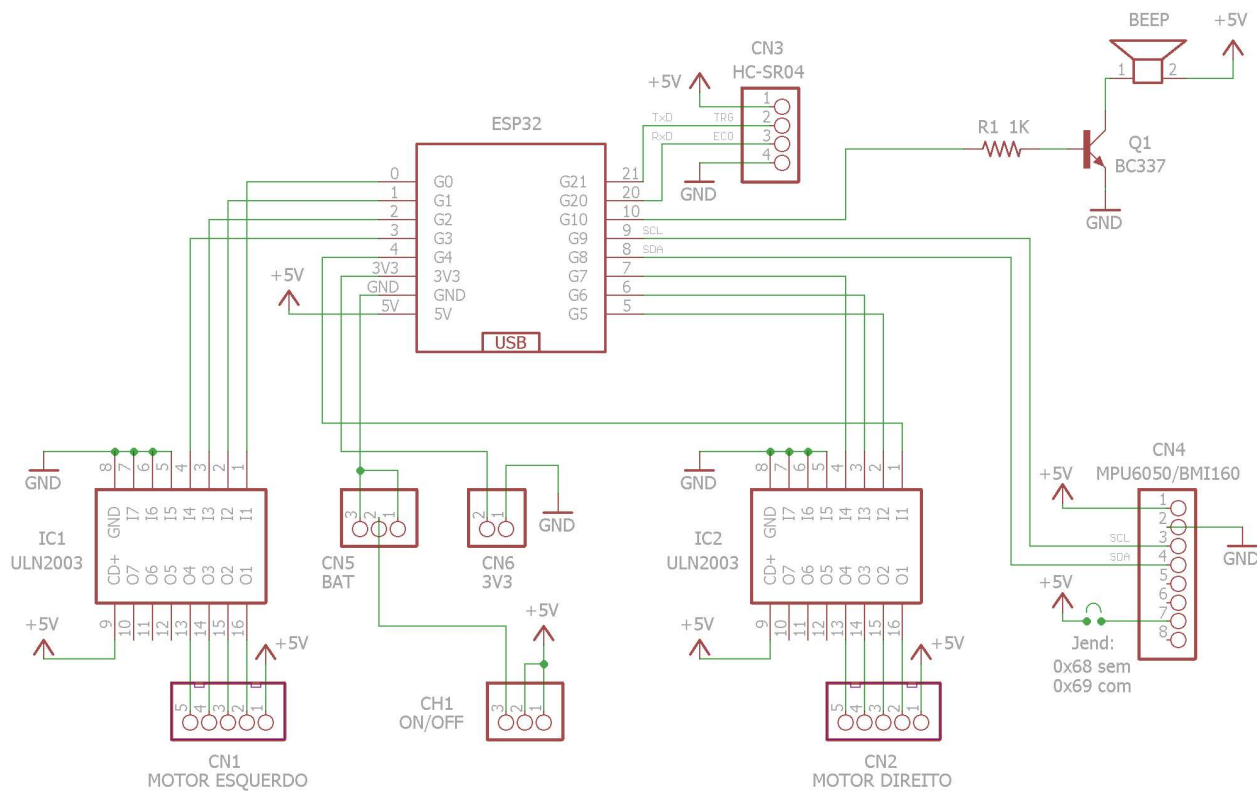 BEEP
+5V
1
2
CN3
HC-SR04
+5V
1
2
3
4
TxD
TRG
RxD
ECO
GND
R1 1K
Q1
BC337
GND
ESP32
0
G0
G21
21
1
G1
G20
20
2
G2
G10
10
3
G3
G9
9
SCL
4
G4
G8
8
SDA
3V3
3V3
G7
7
GND
GND
G6
6
5V
5V
G5
5
+5V
USB
GND
8
7
6
5
4
3
2
1
GND
I7
I6
I5
I4
I3
I2
I1
IC1
ULN2003
CD+
O7
O6
O5
O4
O3
O2
O1
9
10
11
12
13
14
15
16
+5V
+5V
5
4
3
2
1
CN1
MOTOR ESQUERDO
3
2
1
CN5
BAT
2
1
CN6
3V3
GND
+5V
CH1
ON/OFF
3
2
1
GND
8
7
6
5
4
3
2
1
GND
I7
I6
I5
I4
I3
I2
I1
IC2
ULN2003
CD+
O7
O6
O5
O4
O3
O2
O1
9
10
11
12
13
14
15
16
+5V
+5V
5
4
3
2
1
CN2
MOTOR DIREITO
CN4
MPU6050/BMI160
+5V
1
2
SCL
3
SDA
4
5
6
7
8
GND
+5V
Jend:
0x68 sem
0x69 com